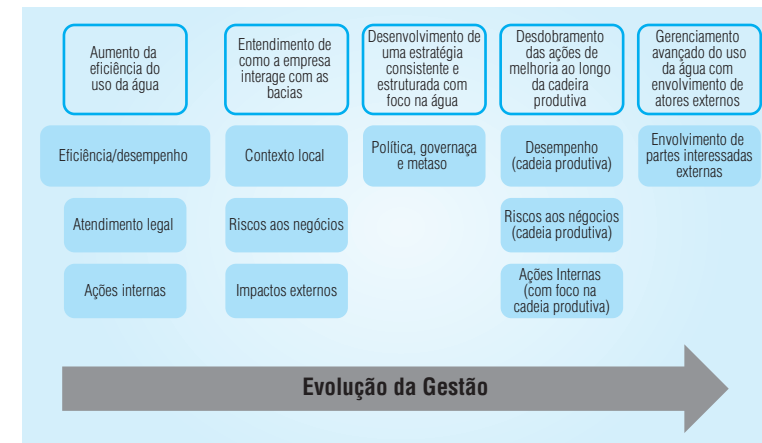 Aumento da
eficiência do
uso da água
Entendimento de
como a empresa
interage com as
bacias
Desenvolvimento de
uma estratégia
consistente e
estruturada com
foco na água
Desdobramento
das ações de
melhoria ao longo
da cadeira
produtiva
Gerenciamento
avançado do uso
da água com
envolvimento de
atores externos
Eficiência/desempenho
Contexto local
Política, governaça
e metaso
Desempenho
(cadeia produtiva)
Envolvimento de
partes interessadas
externas
Atendimento legal
Riscos aos negócios
Riscos aos négocios
(cadeia produtiva)
Ações internas
Impactos externos
Ações Internas
(com foco na
cadeia produtiva)
Evolução da Gestão